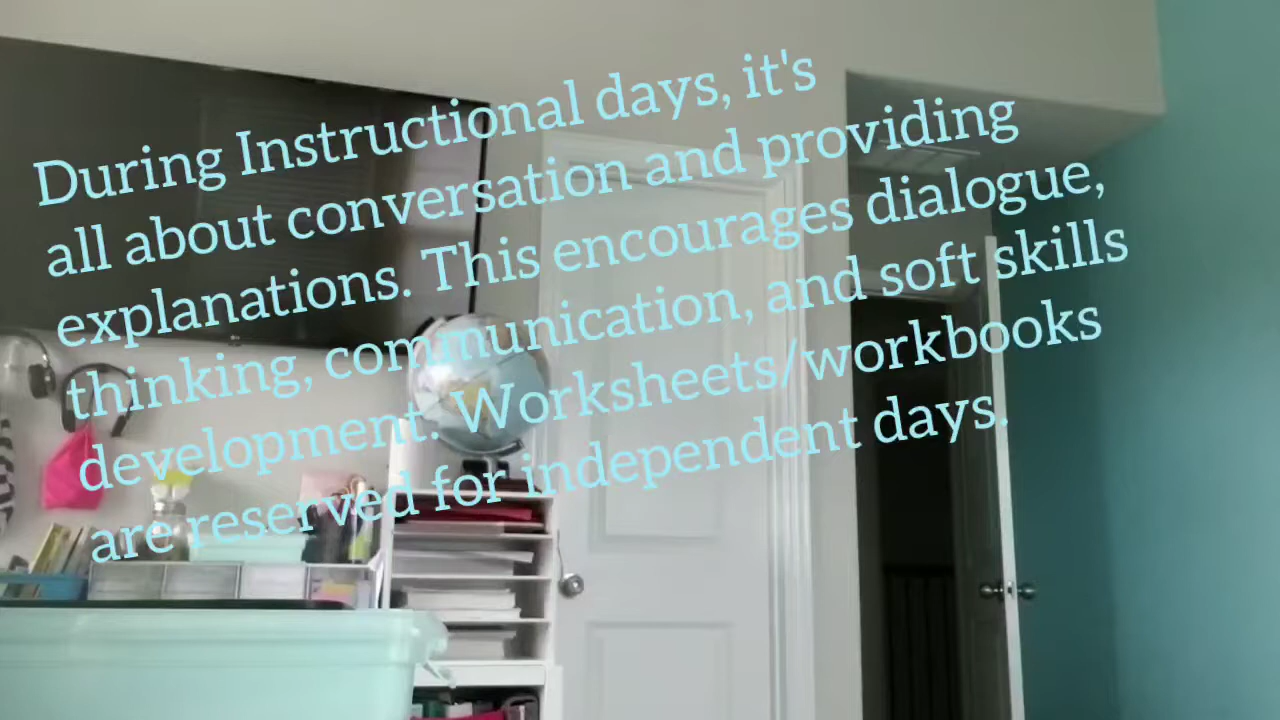 During Instructional days, it's
all about conversation and providing
explanations. This encourages dialogue,
thinking, communication, and soft skills
development. Worksheets/workbooks
are reserved for independent days.